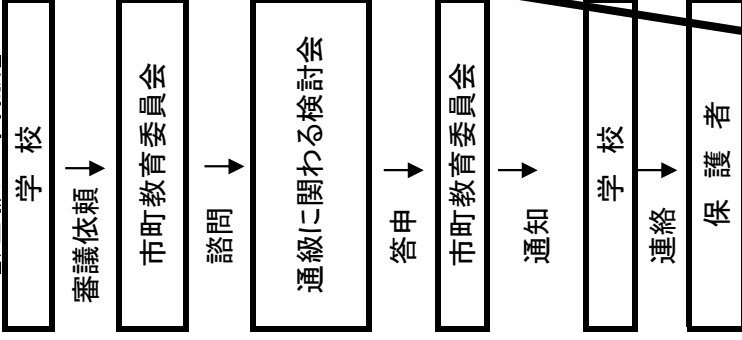 学校
審議依頼
市町教育委員会
諮問
通級に関わる検討会
答申
市町教育委員会
通知
学校
連絡
保護者